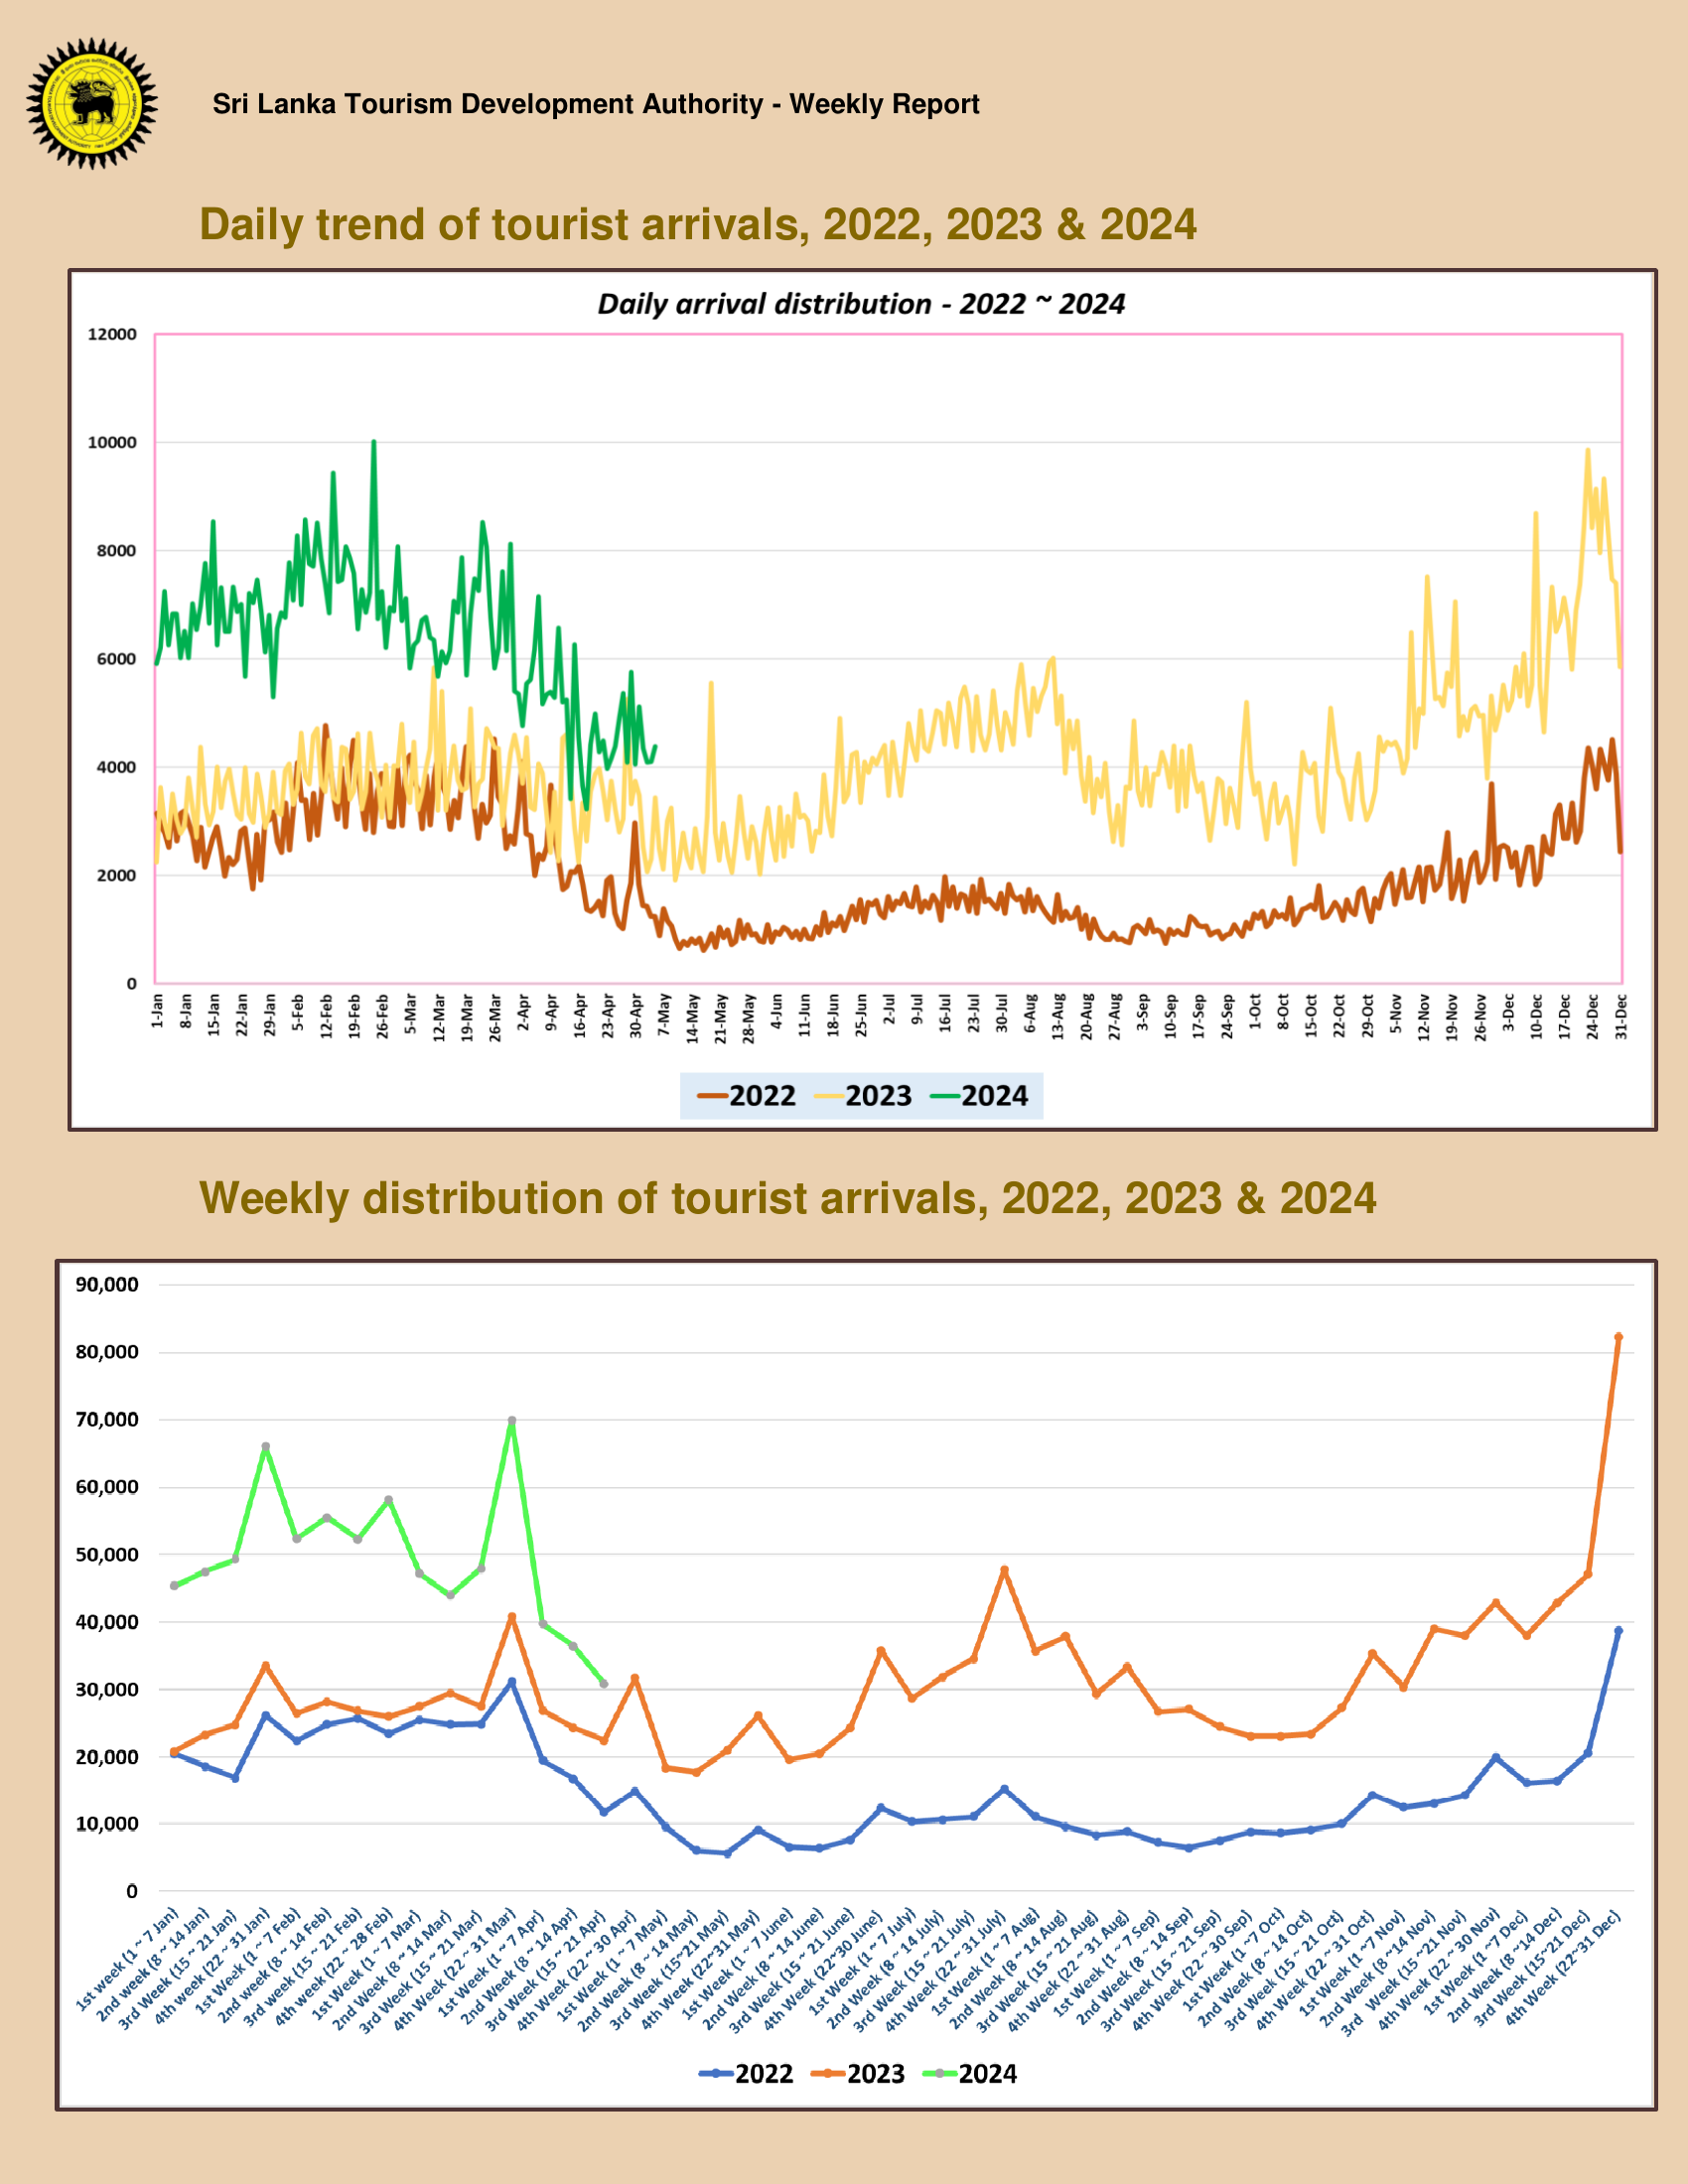 Sri Lanka Tourism Development Authority - Weekly Report
Daily trend of tourist arrivals, 2022, 2023 & 2024
Daily arrival distribution - 2022 ~ 2024
12000
10000
8000
6000
4000
2000
0
1-Jan
8-Jan
15-Jan
22-Jan
29-Jan
5-Feb
12-Feb
19-Feb
26-Feb
5-Mar
12-Mar
19-Mar
26-Mar
2-Apr
9-Apr
16-Apr
23-Apr
30-Apr
7-May
14-May
21-May
28-May
4-Jun
11-Jun
18-Jun
25-Jun
2-Jul
9-Jul
16-Jul
23-Jul
30-Jul
6-Aug
13-Aug
20-Aug
27-Aug
3-Sep
10-Sep
17-Sep
24-Sep
1-Oct
8-Oct
15-Oct
22-Oct
29-Oct
5-Nov
12-Nov
19-Nov
26-Nov
3-Dec
10-Dec
17-Dec
24-Dec
31-Dec
2022 2023 2024
Weekly distribution of tourist arrivals, 2022, 2023 & 2024
90,000
80,000
70,000
60,000
50,000
40,000
30,000
20,000
10,000
0
1st week (1 ~ 7 Jan)
2nd week (8 ~ 14 Jan)
3rd Week (15 ~ 21 Jan)
4th week (22 ~ 31 Jan)
1st Week (1 ~ 7 Feb)
2nd week (8 ~ 14 Feb)
3rd week (15 ~ 21 Feb)
4th week (22 ~ 28 Feb)
1st Week (1 ~ 7 Mar)
2nd Week (8 ~ 14 Mar)
3rd Week (15 ~ 21 Mar)
4th Week (22 ~ 31 Mar)
1st Week (1 ~ 7 Apr)
2nd Week (8 ~ 14 Apr)
3rd Week (15 ~ 21 Apr)
4th Week (22 ~ 30 Apr)
1st Week (1 ~ 7 May)
2nd Week (8 ~ 14 May)
3rd Week (15~21 May)
4th Week (22~31 May)
1st Week (1 ~ 7 June)
2nd Week (8 ~ 14 June)
3rd Week (15 ~ 21 June)
4th Week (22~30 June)
1st Week (1 ~ 7 July)
2nd Week (8 ~ 14 July)
3rd Week (15 ~ 21 July)
4th Week (22 ~ 31 July)
1st Week (1 ~ 7 Aug)
2nd Week (8 ~ 14 Aug)
3rd Week (15 ~ 21 Aug)
4th Week (22 ~ 31 Aug)
1st Week (1 ~ 7 Sep)
2nd Week (8 ~ 14 Sep)
3rd Week (15 ~ 21 Sep)
4th Week (22 ~ 30 Sep)
1st Week (1 ~7 Oct)
2nd Week (8 ~ 14 Oct)
3rd Week (15 ~ 21 Oct)
4th Week (22 ~ 31 Oct)
1st Week (1 ~7 Nov)
2nd Week (8 ~14 Nov)
3rd Week (15 ~21 Nov)
4th Week (22 ~ 30 Nov)
1st Week (1 ~7 Dec)
2nd Week (8 ~14 Dec)
3rd Week (15~21 Dec)
4th Week (22~31 Dec)
2022 2023 2024